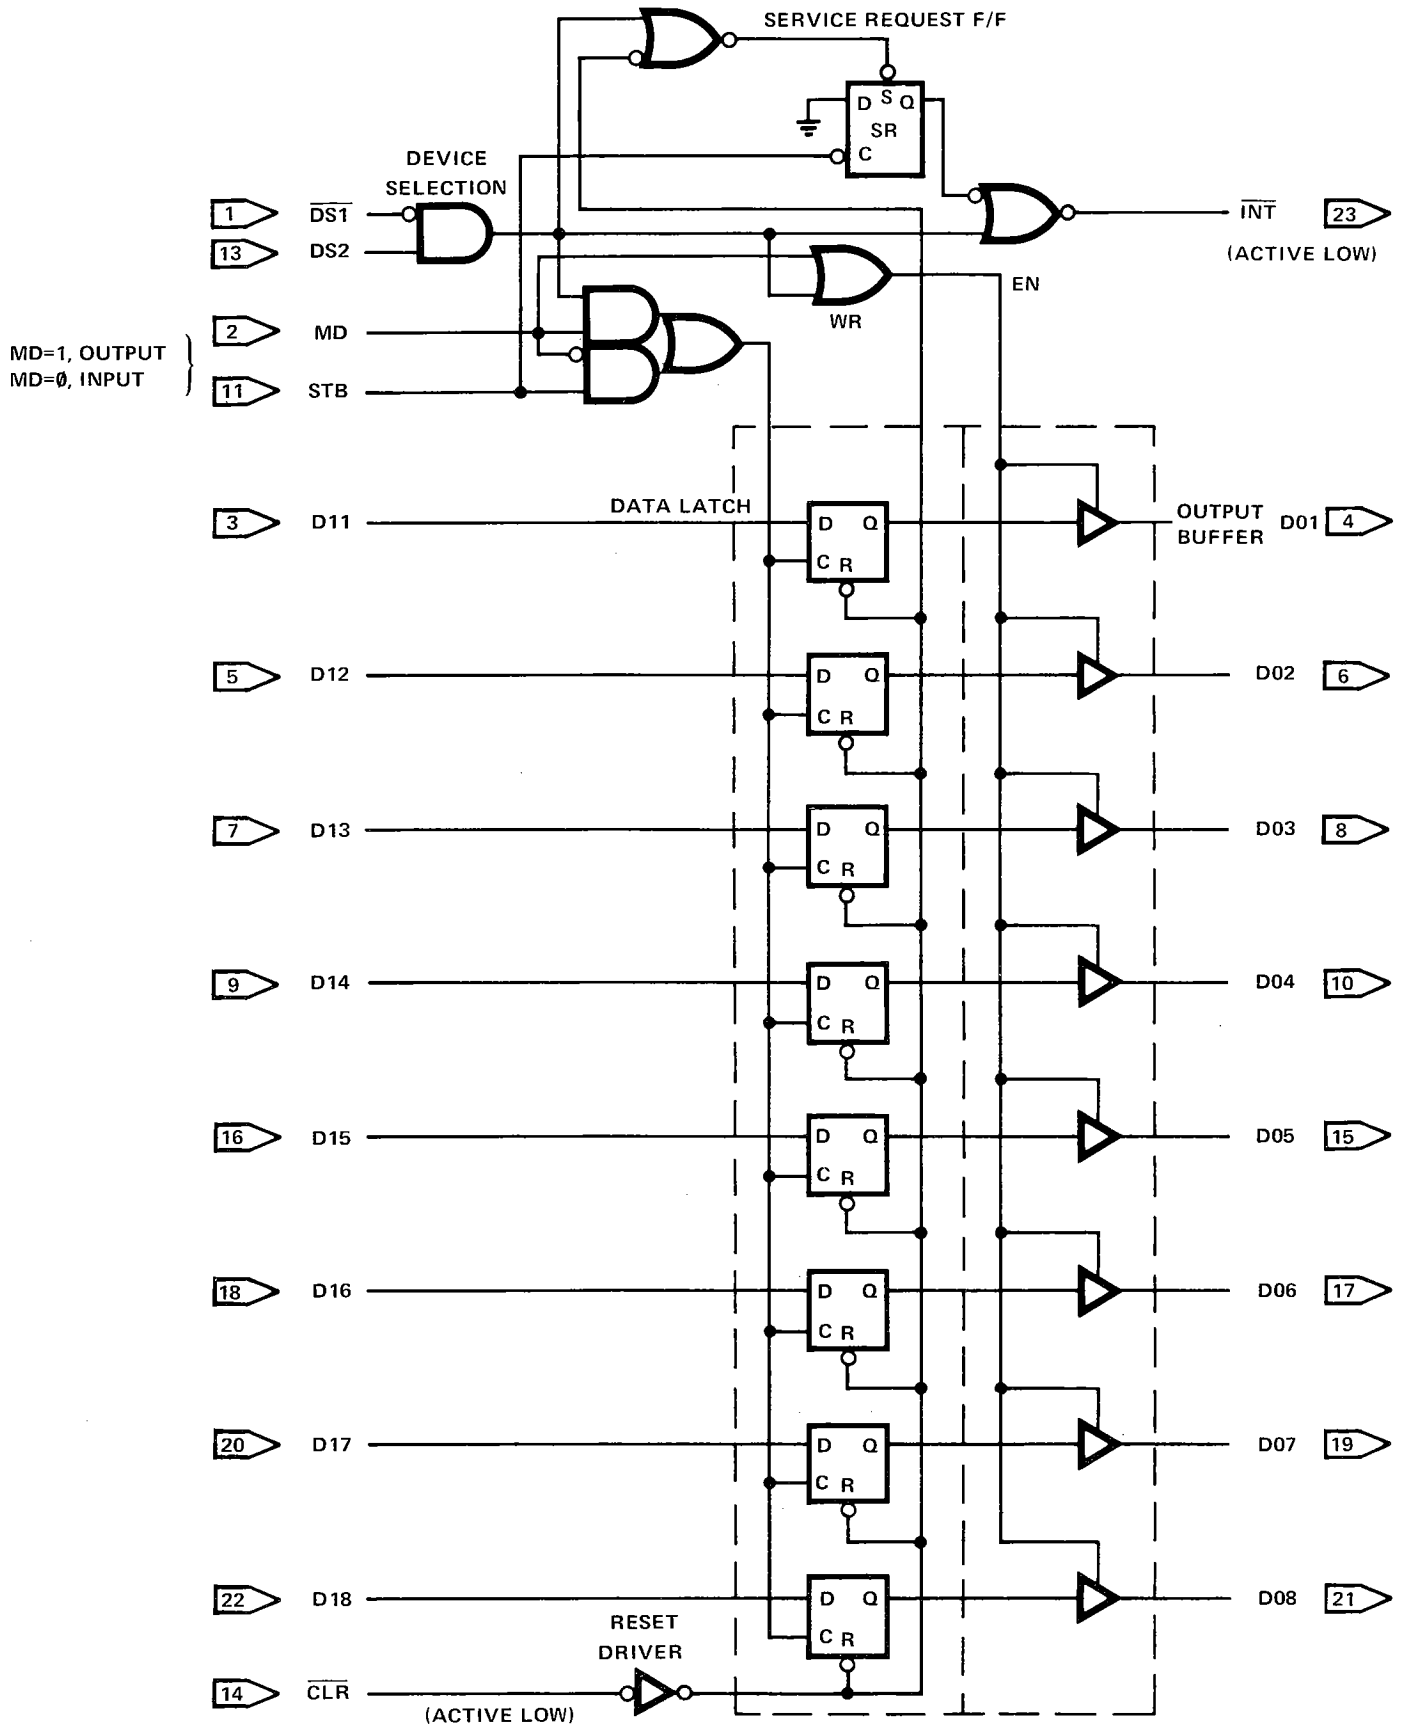 SERVICE REQUEST F/F
D S Q
SR
C
DEVICE
SELECTION
1 DS1
13 DS2
INT 23
(ACTIVE LOW)
EN
WR
2 MD
MD=1, OUTPUT
MD=0, INPUT
11 STB
3 D11 DATA LATCH D Q OUTPUT BUFFER D01 4
C R
5 D12 D Q D02 6
C R
7 D13 D Q D03 8
C R
9 D14 D Q D04 10
C R
16 D15 D Q D05 15
C R
18 D16 D Q D06 17
C R
20 D17 D Q D07 19
C R
22 D18 D Q D08 21
C R
RESET
DRIVER
14 CLR
(ACTIVE LOW)